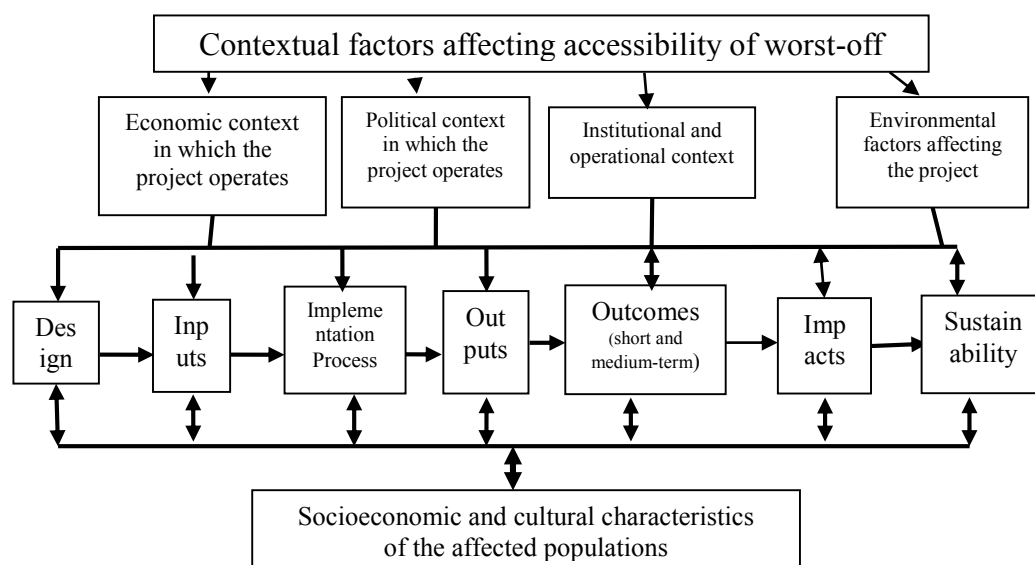 Contextual factors affecting accessibility of worst-off
Economic context
in which the
project operates
Political context
in which the
project operates
Institutional and
operational context
Environmental
factors affecting
the project
Des
ign
Inp
uts
Impleme
ntation
Process
Out
puts
Outcomes
(short and
medium-term)
Imp
acts
Sustain
ability
Socioeconomic and cultural characteristics
of the affected populations